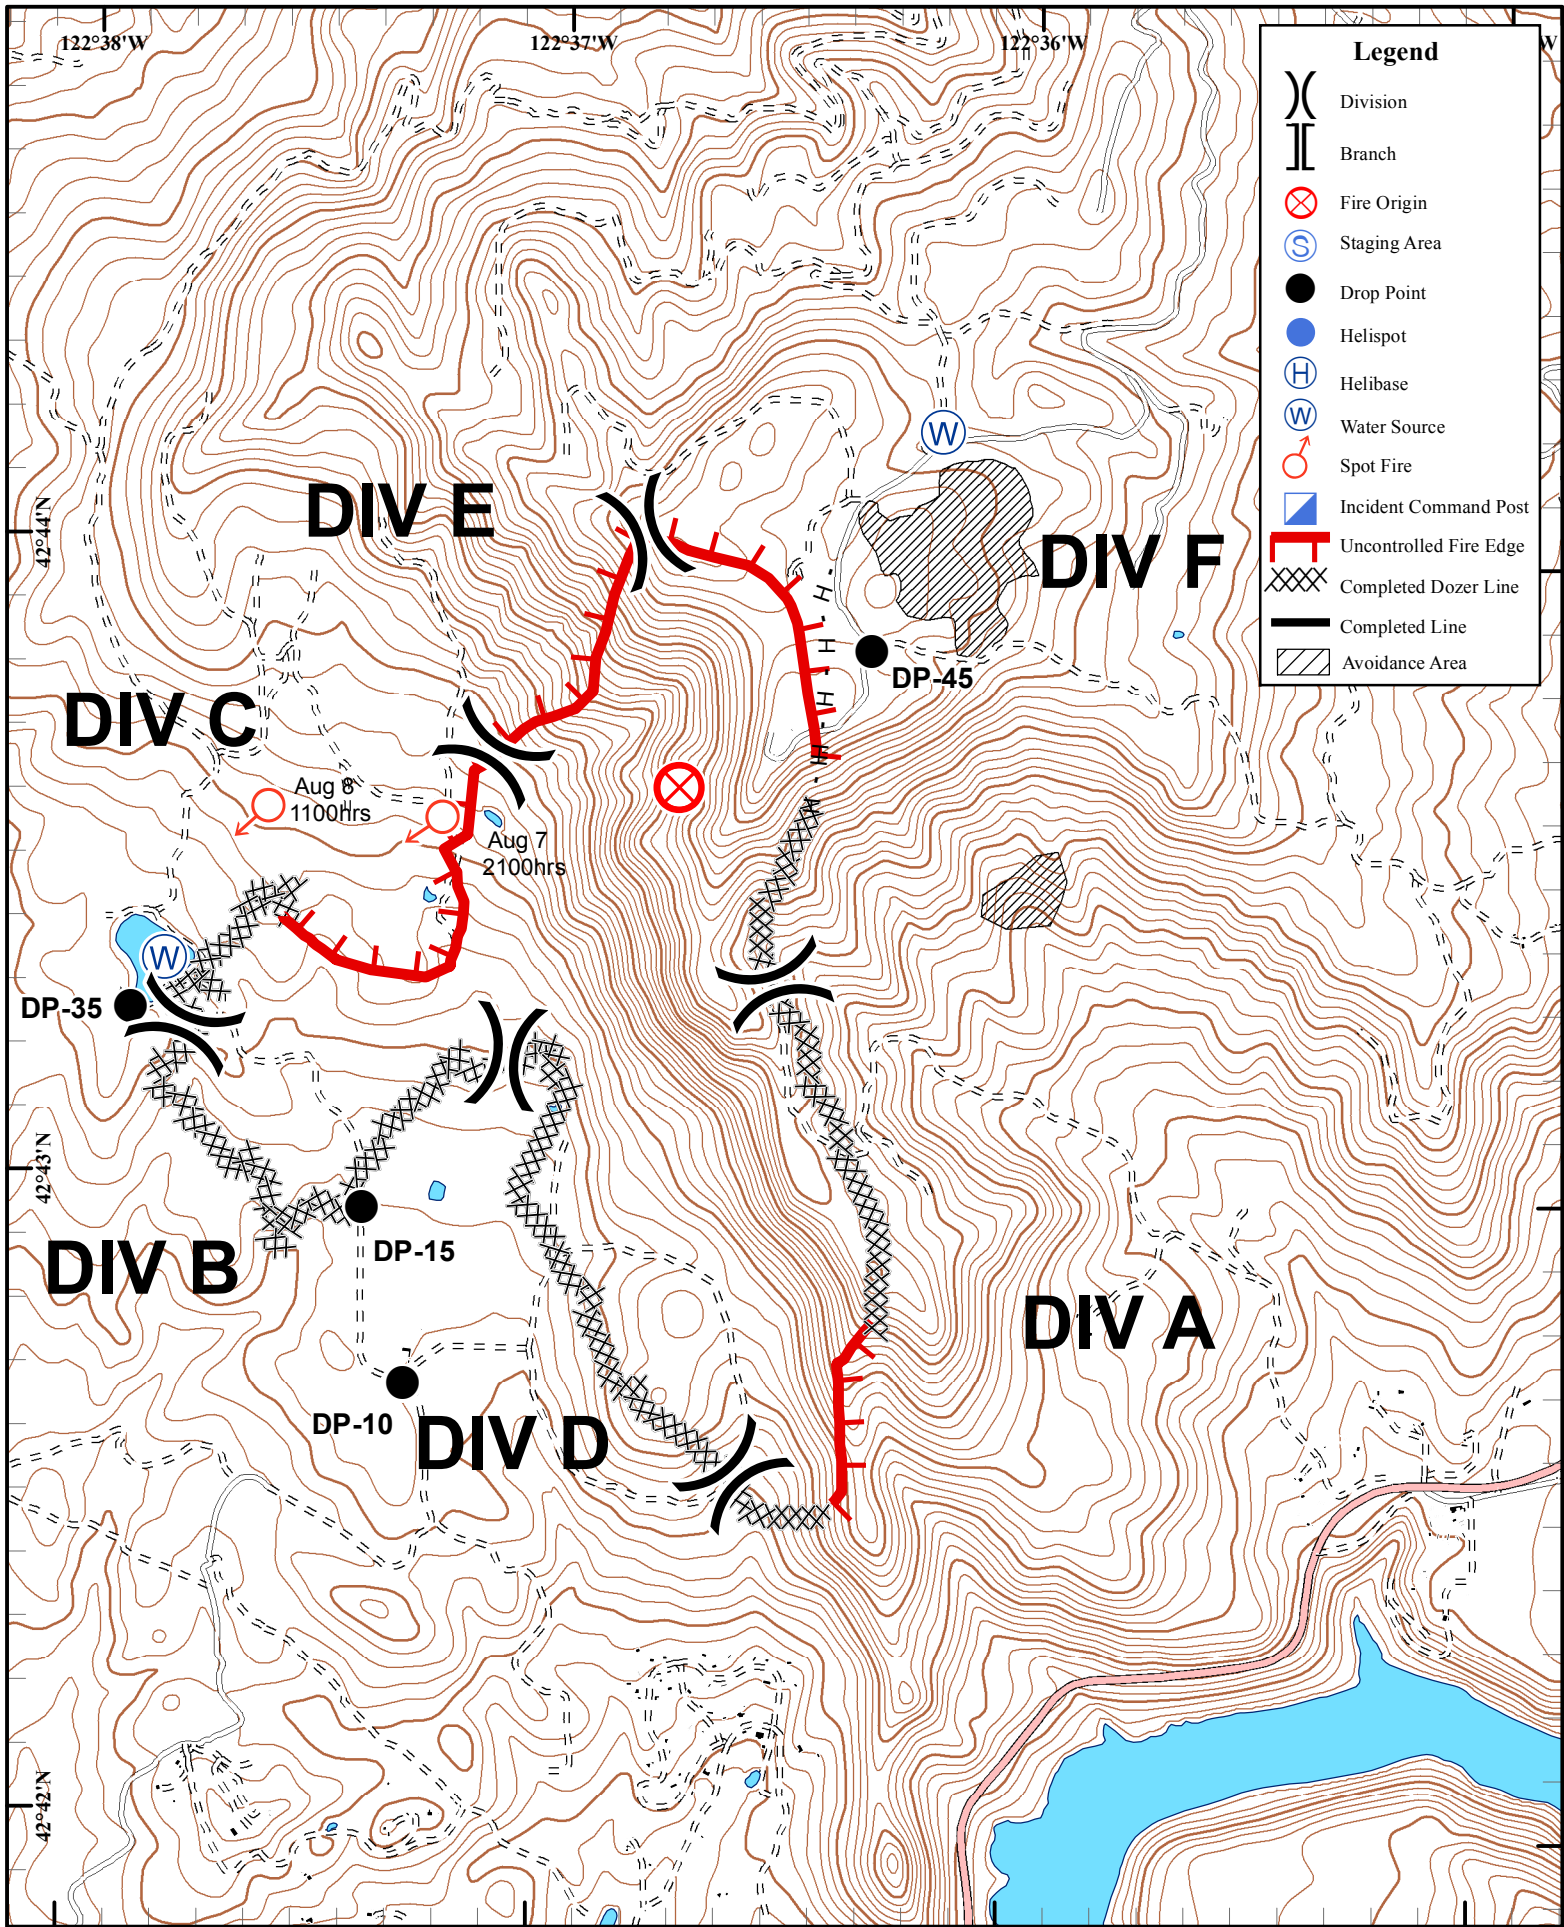 122°38'W
122°37'W
122°36'W
W
Legend
Division
Branch
Fire Origin
S
Staging Area
Drop Point
Helispot
H
Helibase
W
Water Source
Spot Fire
Incident Command Post
Uncontrolled Fire Edge
Completed Dozer Line
Completed Line
Avoidance Area
W
DIV E
42°44'N
DIV F
H
H
H
DP-45
DIV C
H
Aug 8
1100hrs
Aug 7
2100hrs
W
DP-35
42°43'N
DIV B
DP-15
DIV A
DP-10
DIV D
42°42'N